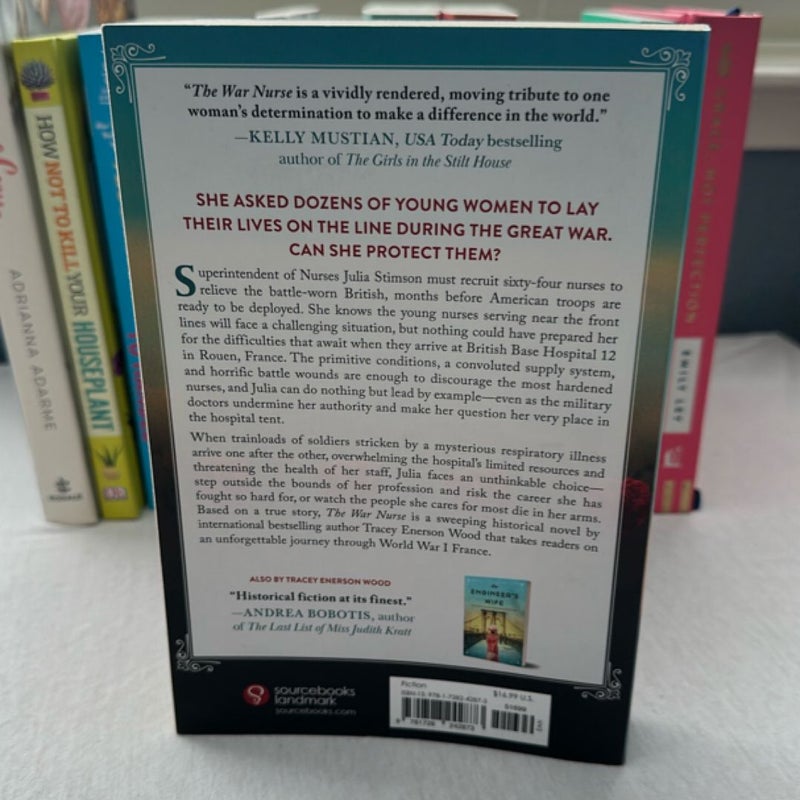 "The War Nurse is a vividly rendered, moving tribute to one
woman's determination to make a difference in the world."
—KELLY MUSTIAN, USA Today bestselling
author of The Girls in the Stilt House
SHE ASKED DOZENS OF YOUNG WOMEN TO LAY
THEIR LIVES ON THE LINE DURING THE GREAT WAR.
CAN SHE PROTECT THEM?
Superintendent of Nurses Julia Stimson must recruit sixty-four nurses to
relieve the battle-worn British, months before American troops are
ready to be deployed. She knows the young nurses serving near the front
lines will face a challenging situation, but nothing could have prepared her
for the difficulties that await when they arrive at British Base Hospital 12
in Rouen, France. The primitive conditions, a convoluted supply system,
and horrific battle wounds are enough to discourage the most hardened
nurses, and Julia can do nothing but lead by example—even as the military
doctors undermine her authority and make her question her very place in
the hospital tent.
When trainloads of soldiers stricken by a mysterious respiratory illness
arrive one after the other, overwhelming the hospital's limited resources and
threatening the health of her staff, Julia faces an unthinkable choice—
step outside the bounds of her profession and risk the career she has
fought so hard for, or watch the people she cares for most die in her arms.
Based on a true story, The War Nurse is a sweeping historical novel by
international bestselling author Tracey Enerson Wood that takes readers on
an unforgettable journey through World War I France.
ALSO BY TRACEY ENERSON WOOD
"Historical fiction at its finest."
—ANDREA BOBOTIS, author
of The Last List of Miss Judith Kratt
ENGINEER'S
WIFE
sourcebooks
landmark
sourcebooks.com
Fiction
$16.99 U.S.
51699
HOW NOT TO KILL YOUR HOUSEPLANT
DK
ADRIANNA ADARME
RODALE
EMILY LEY